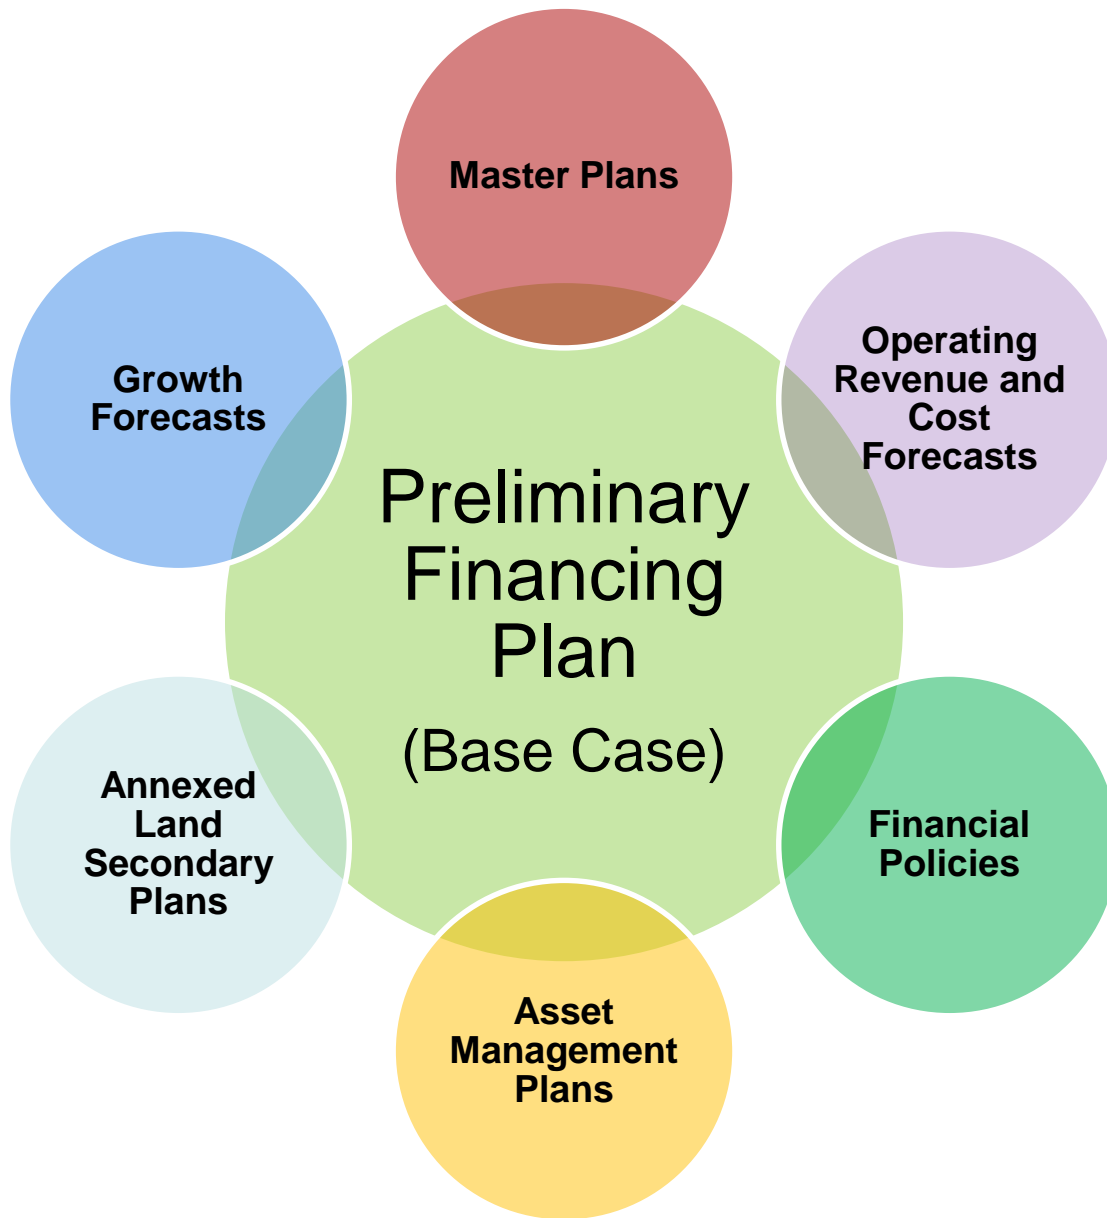 Master Plans
Operating
Revenue and
Cost
Forecasts
Growth
Forecasts
Preliminary
Financing
Plan
(Base Case)
Annexed
Land
Secondary
Plans
Financial
Policies
Asset
Management
Plans